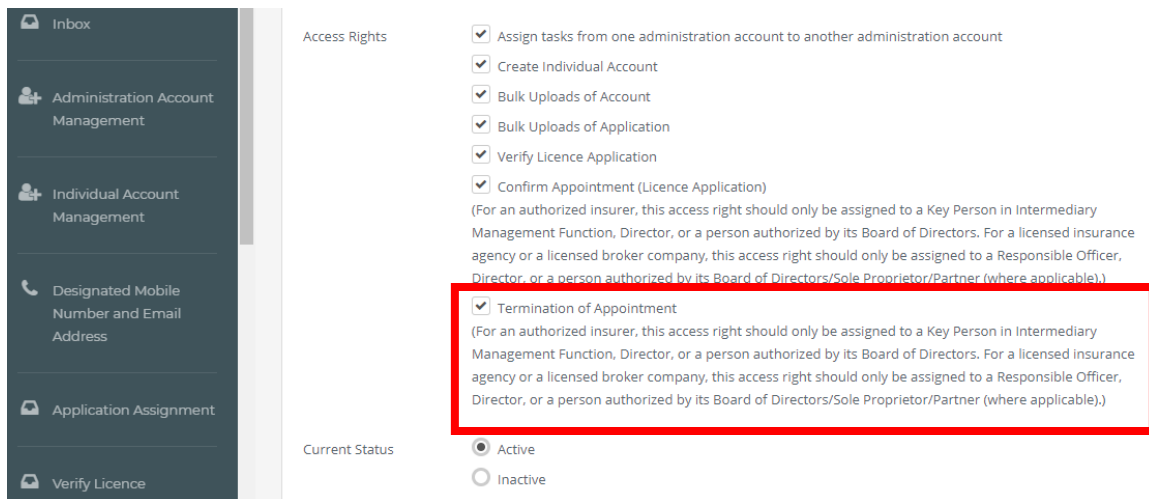 Inbox
Administration Account
Management
Individual Account
Management
Designated Mobile
Number and Email
Address
Application Assignment
Verify Licence
Access Rights
Assign tasks from one administration account to another administration account
Create Individual Account
Bulk Uploads of Account
Bulk Uploads of Application
Verify Licence Application
Confirm Appointment (Licence Application)
(For an authorized insurer, this access right should only be assigned to a Key Person in Intermediary
Management Function, Director, or a person authorized by its Board of Directors. For a licensed insurance
agency or a licensed broker company, this access right should only be assigned to a Responsible Officer,
Director, or a person authorized by its Board of Directors/Sole Proprietor/Partner (where applicable).)
Termination of Appointment
(For an authorized insurer, this access right should only be assigned to a Key Person in Intermediary
Management Function, Director, or a person authorized by its Board of Directors. For a licensed insurance
agency or a licensed broker company, this access right should only be assigned to a Responsible Officer,
Director, or a person authorized by its Board of Directors/Sole Proprietor/Partner (where applicable).)
Current Status
Active
Inactive